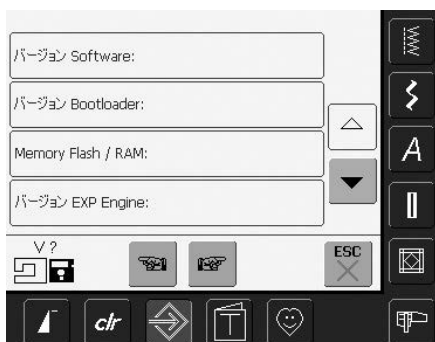 バージョン Software:
バージョン Bootloader:
Memory Flash / RAM:
バージョン EXP Engine:
V ?
ESC
A
clr